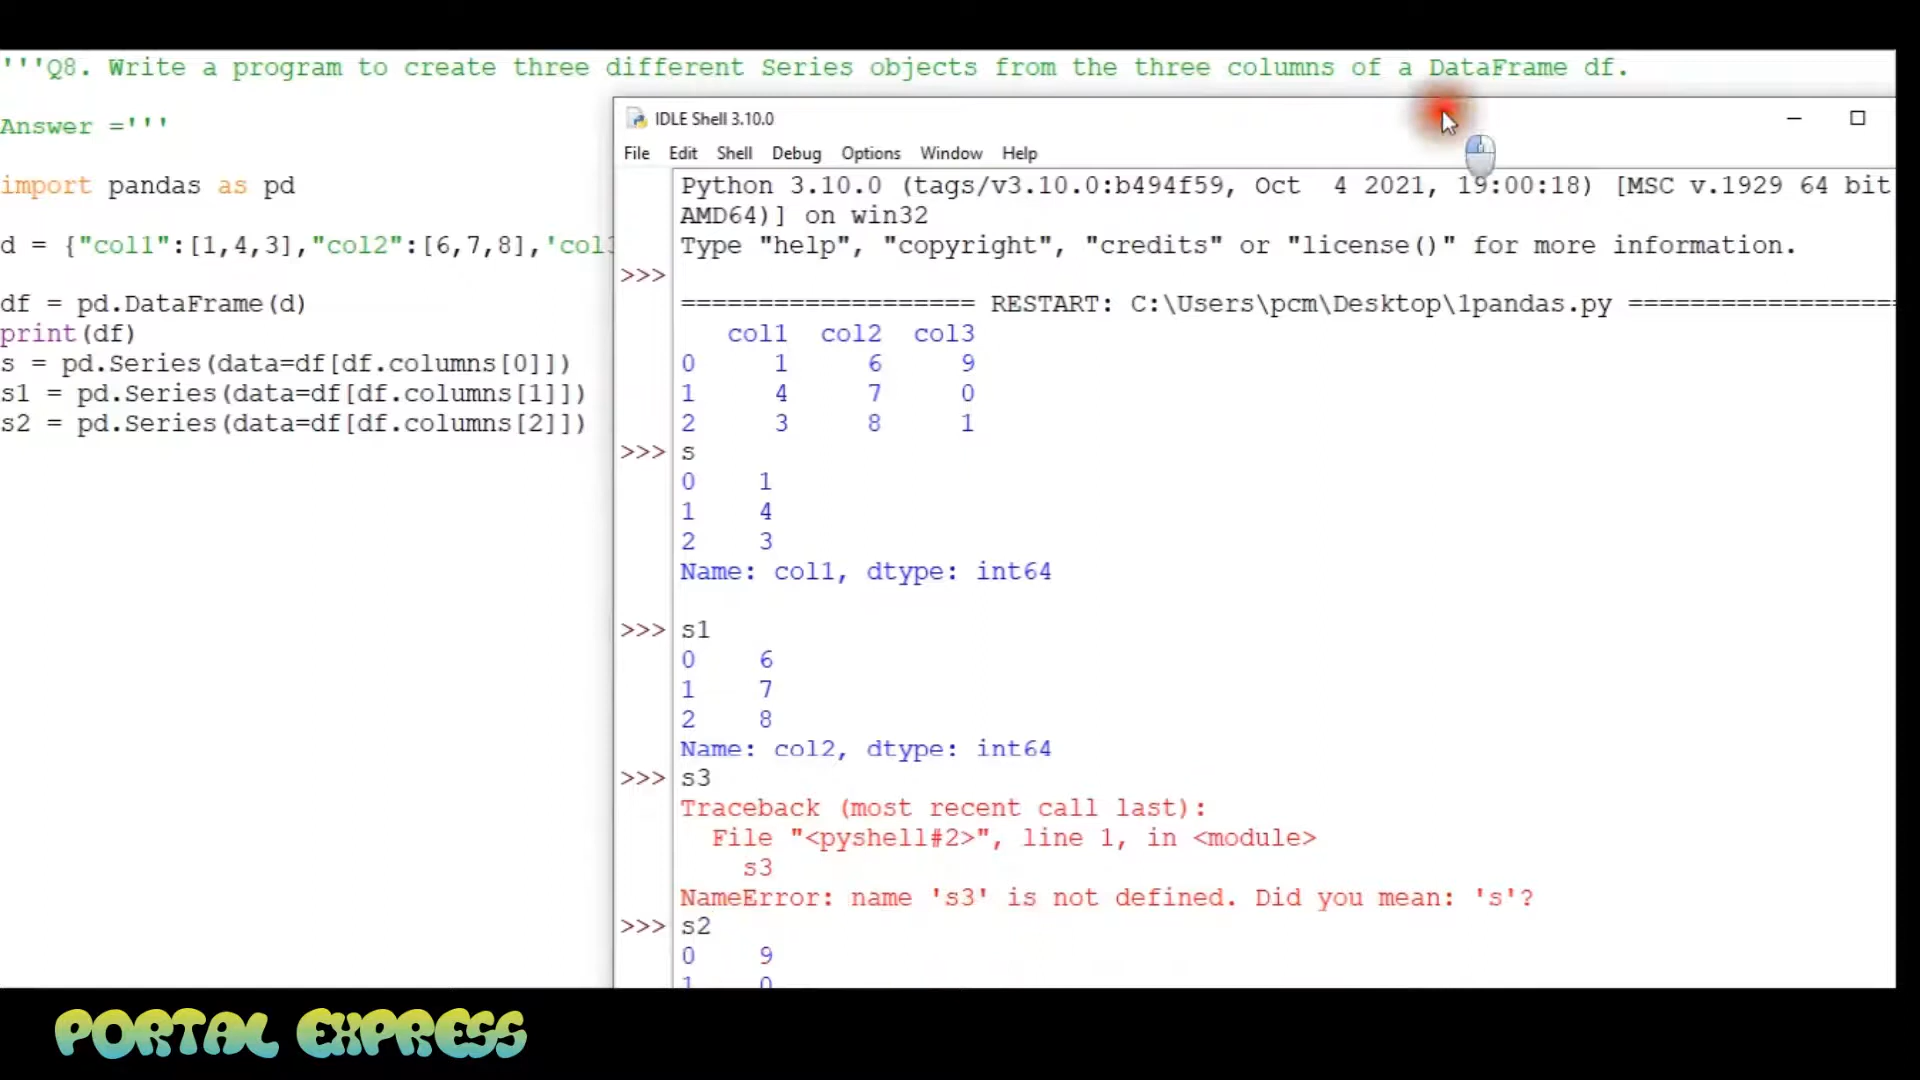 '''Q8. Write a program to create three different Series objects from the three columns of a DataFrame df.
Answer ='''
import pandas as pd
d = {"col1":[1,4,3],"col2":[6,7,8],'col
df = pd.DataFrame(d)
print(df)
s = pd.Series(data=df[df.columns[0]])
s1 = pd.Series(data=df[df.columns[1]])
s2 = pd.Series(data=df[df.columns[2]])
IDLE Shell 3.10.0
File Edit Shell Debug Options Window Help
Python 3.10.0 (tags/v3.10.0:b494f59, Oct  4 2021, 19:00:18) [MSC v.1929 64 bit
AMD64)] on win32
Type "help", "copyright", "credits" or "license()" for more information.
>>>
=================== RESTART: C:\Users\pcm\Desktop\1pandas.py =================
   col1  col2  col3
0     1     6     9
1     4     7     0
2     3     8     1
>>> s
0    1
1    4
2    3
Name: col1, dtype: int64
>>> s1
0    6
1    7
2    8
Name: col2, dtype: int64
>>> s3
Traceback (most recent call last):
  File "<pyshell#2>", line 1, in <module>
    s3
NameError: name 's3' is not defined. Did you mean: 's'?
>>> s2
0    9
1    0
PORTAL EXPRESS